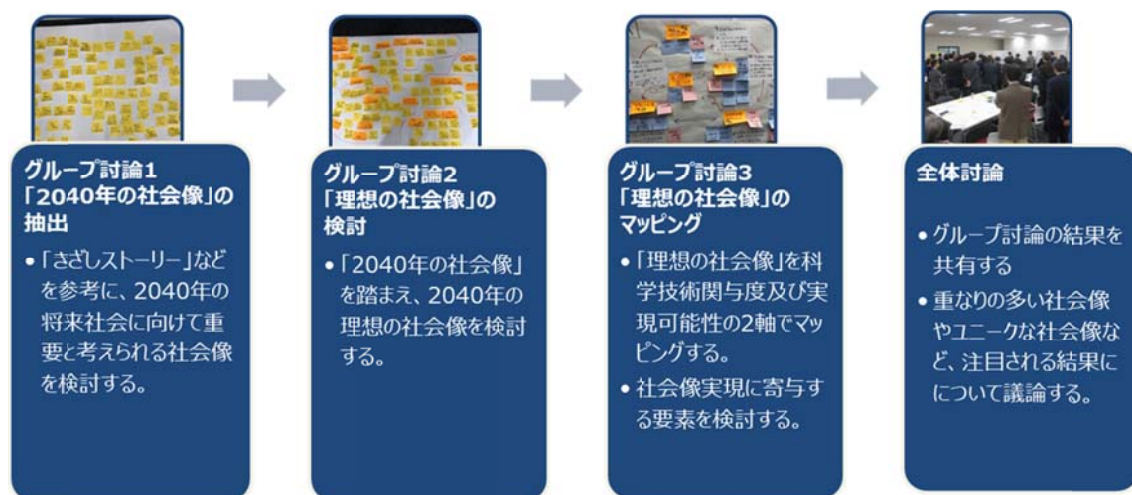 グループ討論1
「2040年の社会像」の
抽出
•「きざしストーリー」など
を参考に、2040年の
将来社会に向けて重
要と考えられる社会像
を検討する。
グループ討論2
「理想の社会像」の
検討
•「2040年の社会像」
を踏まえ、2040年の
理想の社会像を検討
する。
グループ討論3
「理想の社会像」の
マッピング
•「理想の社会像」を科
学技術関与度及び実
現可能性の2軸でマッ
ピングする。
•社会像実現に寄与す
る要素を検討する。
全体討論
•グループ討論の結果を
共有する
•重なりの多い社会像
やユニークな社会像な
ど、注目される結果に
について議論する。